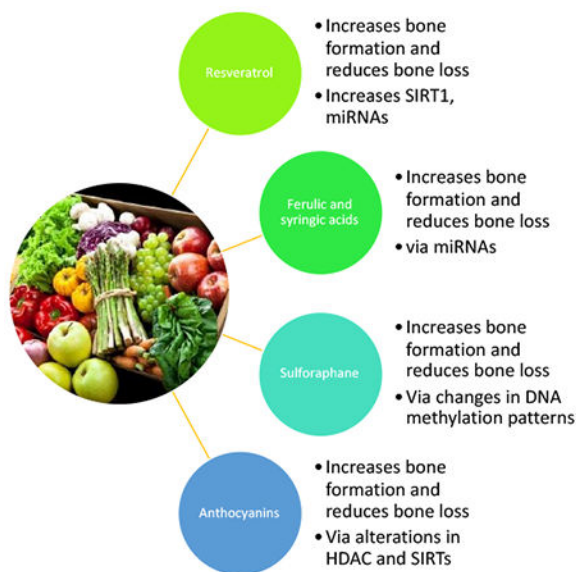 Resveratrol
• Increases bone
formation and
reduces bone loss
• Increases SIRT1,
miRNAs
Ferulic and
syringic acids
• Increases bone
formation and
reduces bone loss
• via miRNAs
Sulforaphane
• Increases bone
formation and
reduces bone loss
• Via changes in DNA
methylation patterns
Anthocyanins
• Increases bone
formation and
reduces bone loss
• Via alterations in
HDAC and SIRTs